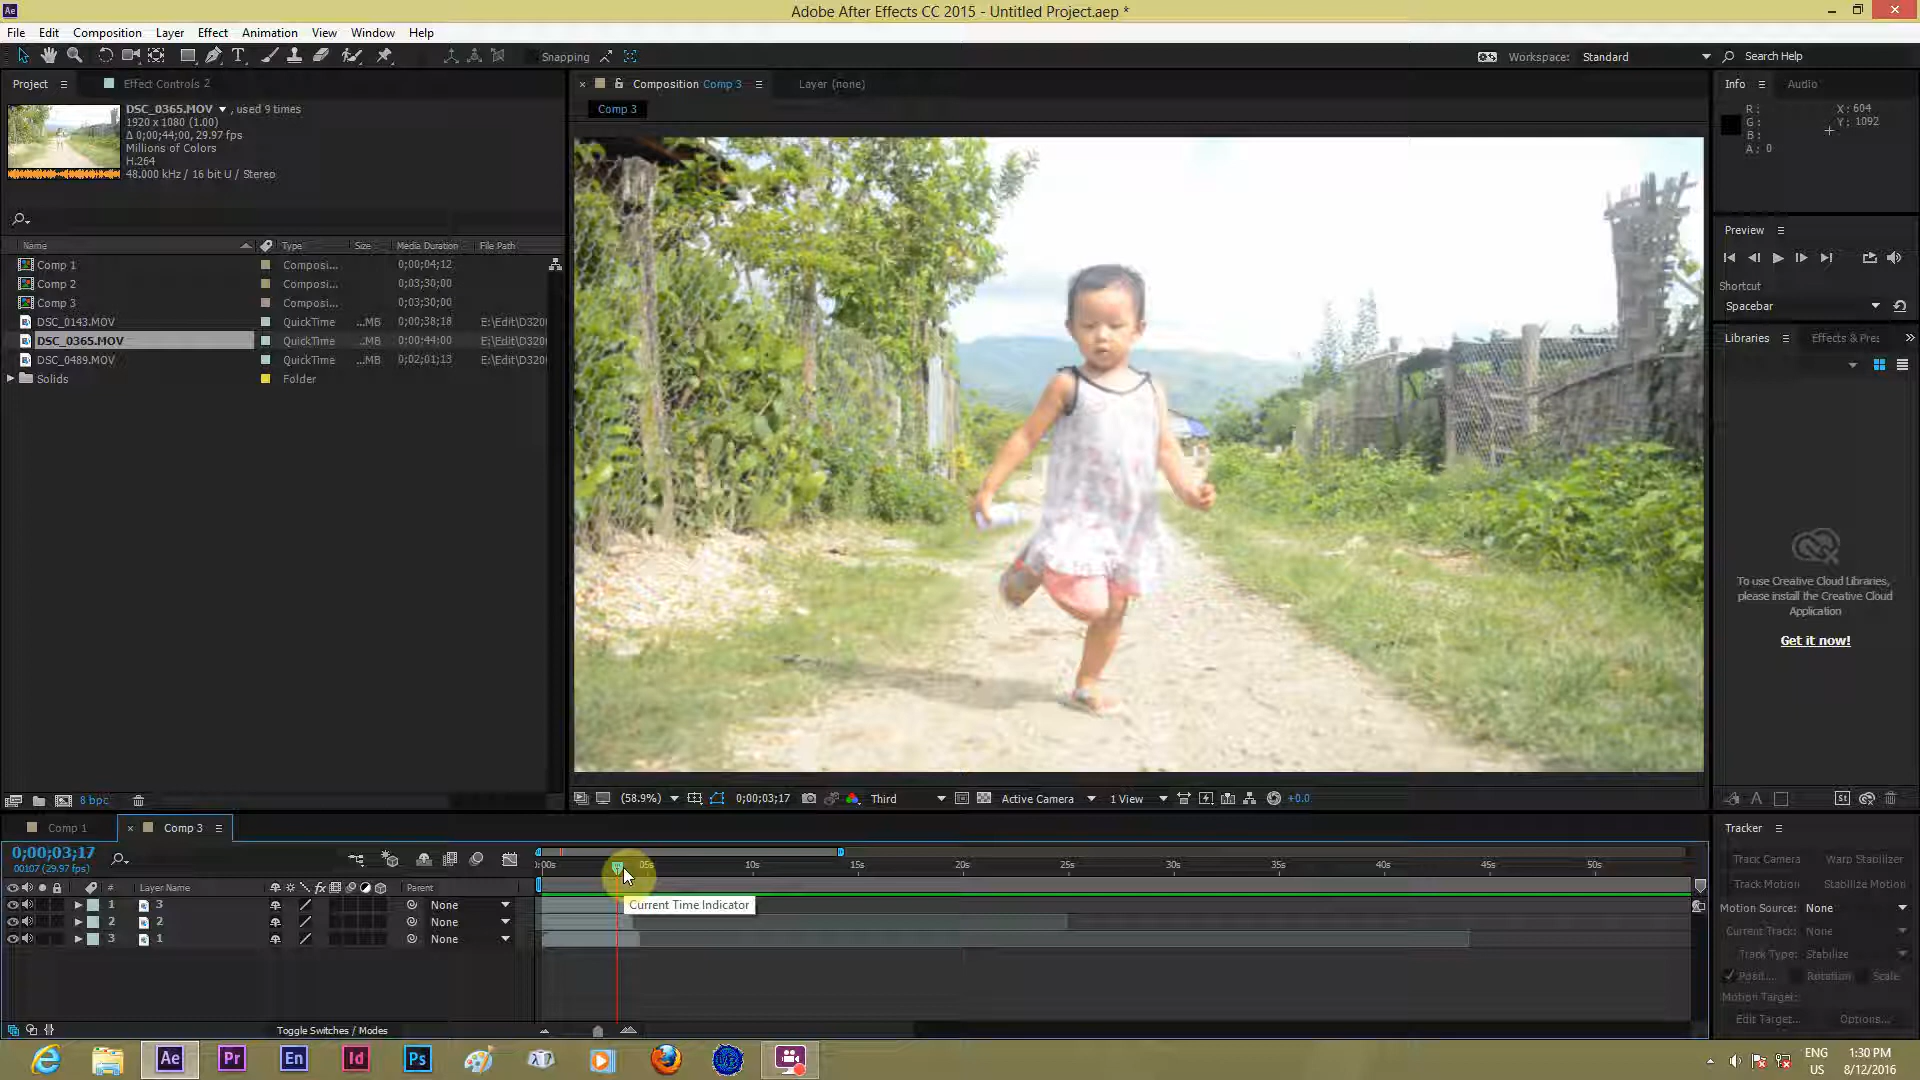 Adobe After Effects CC 2015 - Untitled Project.aep *
File Edit Composition Layer Effect Animation View Window Help
Snapping Workspace: Standard Search Help
Project Effect Controls 2
DSC_0365.MOV , used 9 times
1920 x 1080 (1.00)
Δ 0;00;44;00, 29.97 fps
Millions of Colors
H.264
48.000 kHz / 16 bit U / Stereo
Name Type Size Media Duration File Path
Comp 1 Composi... 0;00;04;12
Comp 2 Composi... 0;03;30;00
Comp 3 Composi... 0;03;30;00
DSC_0143.MOV QuickTime ...MB 0;00;38;18 E:\Edit\D320
DSC_0365.MOV QuickTime ...MB 0;00;44;00 E:\Edit\D320
DSC_0489.MOV QuickTime ...MB 0;02;01;13 E:\Edit\D320
Solids Folder
8 bpc
Composition Comp 3 Layer (none)
Comp 3
(58.9%) 0;00;03;17 Third Active Camera 1 View +0.0
Info Audio
R: X: 604
G: Y: 1092
B:
A: 0
Preview
Shortcut
Spacebar
Libraries Effects & Pre:
To use Creative Cloud Libraries,
please install the Creative Cloud
Application
Get it now!
St
Comp 1 Comp 3
0;00;03;17
00107 (29.97 fps)
:00s 05s 10s 15s 20s 25s 30s 35s 40s 45s 50s
# Layer Name fx Parent
1 3 None
2 2 None
3 1 None
Current Time Indicator
Toggle Switches / Modes
Tracker
Track Camera Warp Stabilizer
Track Motion Stabilize Motion
Motion Source: None
Current Track: None
Track Type: Stabilize
Posit... Rotation Scale
Motion Target:
Edit Target... Options...
Ae Pr En Id Ps
ENG
US
1:30 PM
8/12/2016